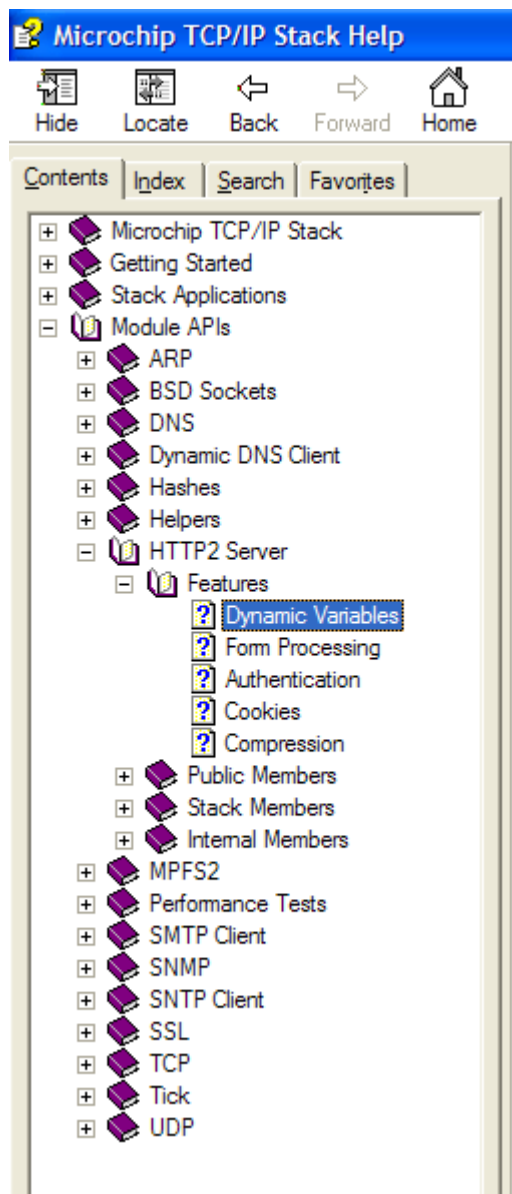 Microchip TCP/IP Stack Help
Hide Locate Back Forward Home
Contents Index Search Favorites
Microchip TCP/IP Stack
Getting Started
Stack Applications
Module APIs
ARP
BSD Sockets
DNS
Dynamic DNS Client
Hashes
Helpers
HTTP2 Server
Features
Dynamic Variables
Form Processing
Authentication
Cookies
Compression
Public Members
Stack Members
Internal Members
MPFS2
Performance Tests
SMTP Client
SNMP
SNTP Client
SSL
TCP
Tick
UDP